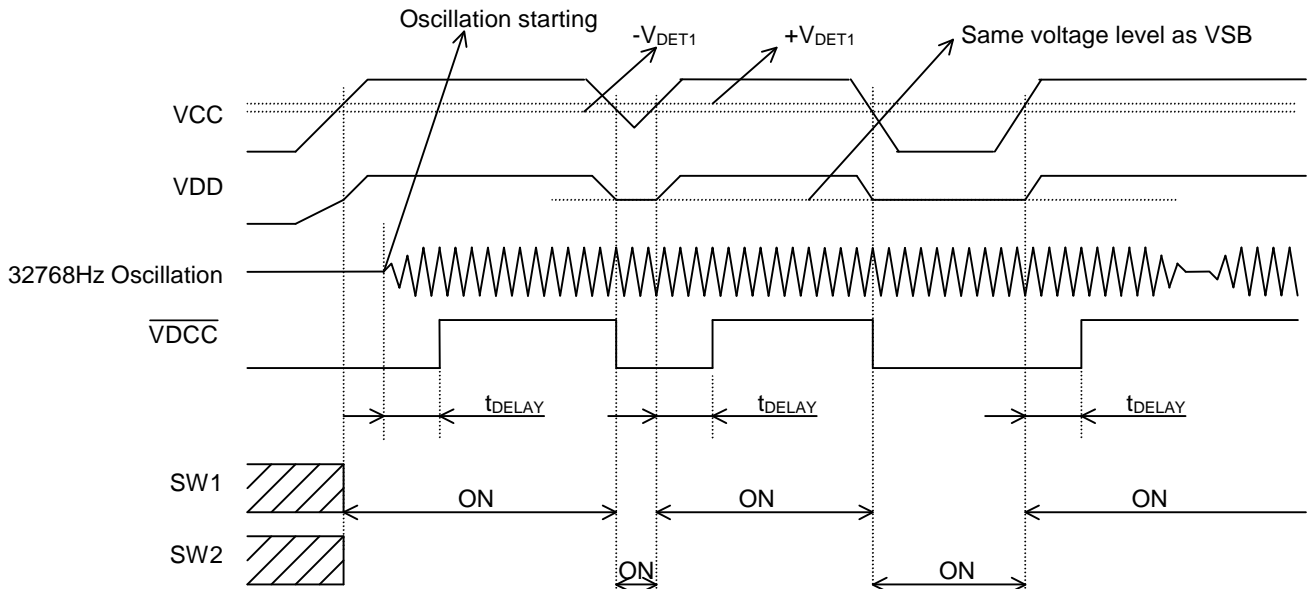 Oscillation starting
-VDET1
+VDET1
Same voltage level as VSB
VCC
VDD
32768Hz Oscillation
VDCC
tDELAY
tDELAY
tDELAY
SW1
ON
ON
ON
SW2
ON
ON